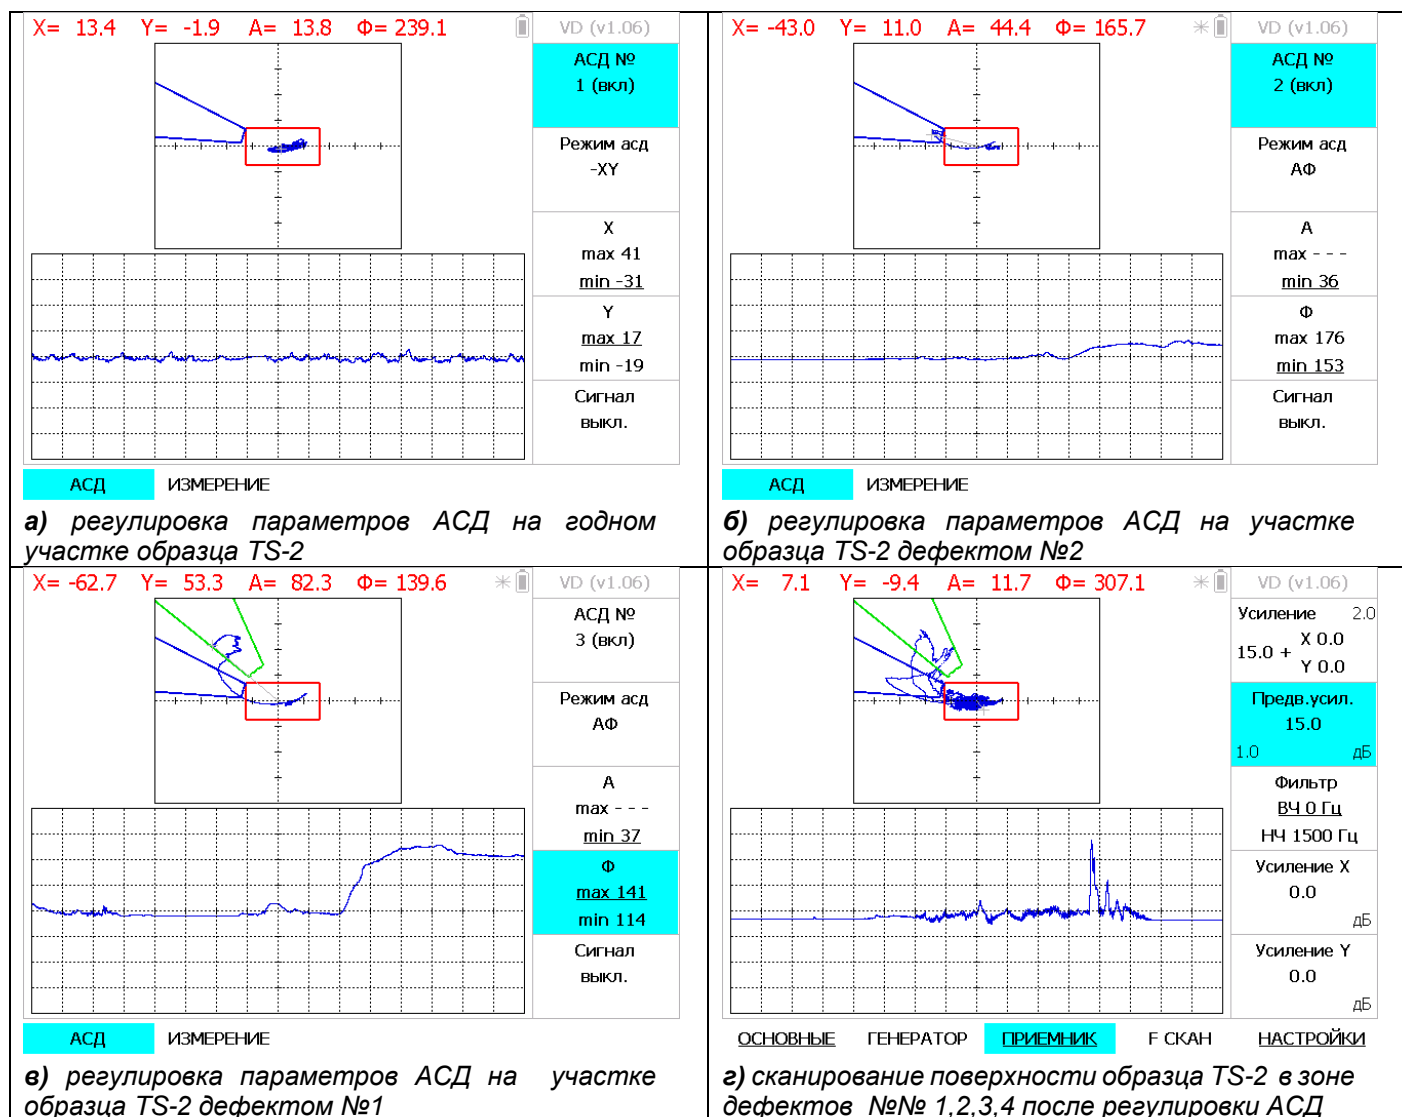 X= 13.4 Y= -1.9 A= 13.8 Ф= 239.1
VD (v1.06)
АСД №
1 (вкл)
Режим асд
-XY
X
max 41
min -31
Y
max 17
min -19
Сигнал
выкл.
АСД ИЗМЕРЕНИЕ
а) регулировка параметров АСД на годном
участке образца TS-2
X= -43.0 Y= 11.0 A= 44.4 Ф= 165.7
VD (v1.06)
АСД №
2 (вкл)
Режим асд
АФ
А
max - - -
min 36
Ф
max 176
min 153
Сигнал
выкл.
АСД ИЗМЕРЕНИЕ
б) регулировка параметров АСД на участке
образца TS-2 дефектом №2
X= -62.7 Y= 53.3 A= 82.3 Ф= 139.6
VD (v1.06)
АСД №
3 (вкл)
Режим асд
АФ
А
max - - -
min 37
Ф
max 141
min 114
Сигнал
выкл.
АСД ИЗМЕРЕНИЕ
в) регулировка параметров АСД на участке
образца TS-2 дефектом №1
X= 7.1 Y= -9.4 A= 11.7 Ф= 307.1
VD (v1.06)
Усиление 2.0
15.0 + X 0.0
Y 0.0
Предв.усил.
15.0
1.0 дБ
Фильтр
ВЧ 0 Гц
НЧ 1500 Гц
Усиление X
0.0
дБ
Усиление Y
0.0
дБ
ОСНОВНЫЕ ГЕНЕРАТОР ПРИЕМНИК F СКАН НАСТРОЙКИ
г) сканирование поверхности образца TS-2 в зоне
дефектов №№ 1,2,3,4 после регулировки АСД